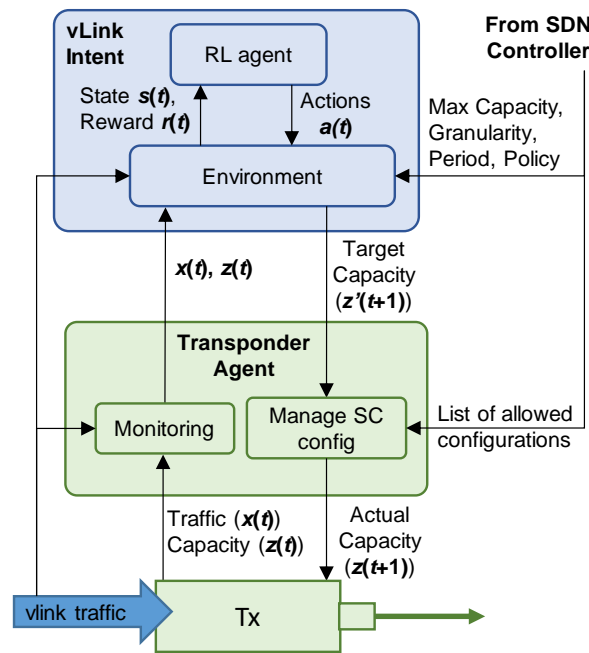 vLink
Intent
RL agent
From SDN
Controller
State s(t),
Reward r(t)
Actions
a(t)
Max Capacity,
Granularity,
Period, Policy
Environment
x(t), z(t)
Target
Capacity
(z'(t+1))
Transponder
Agent
Monitoring
Manage SC
config
List of allowed
configurations
Traffic (x(t))
Capacity (z(t))
Actual
Capacity
(z(t+1))
vlink traffic
Tx